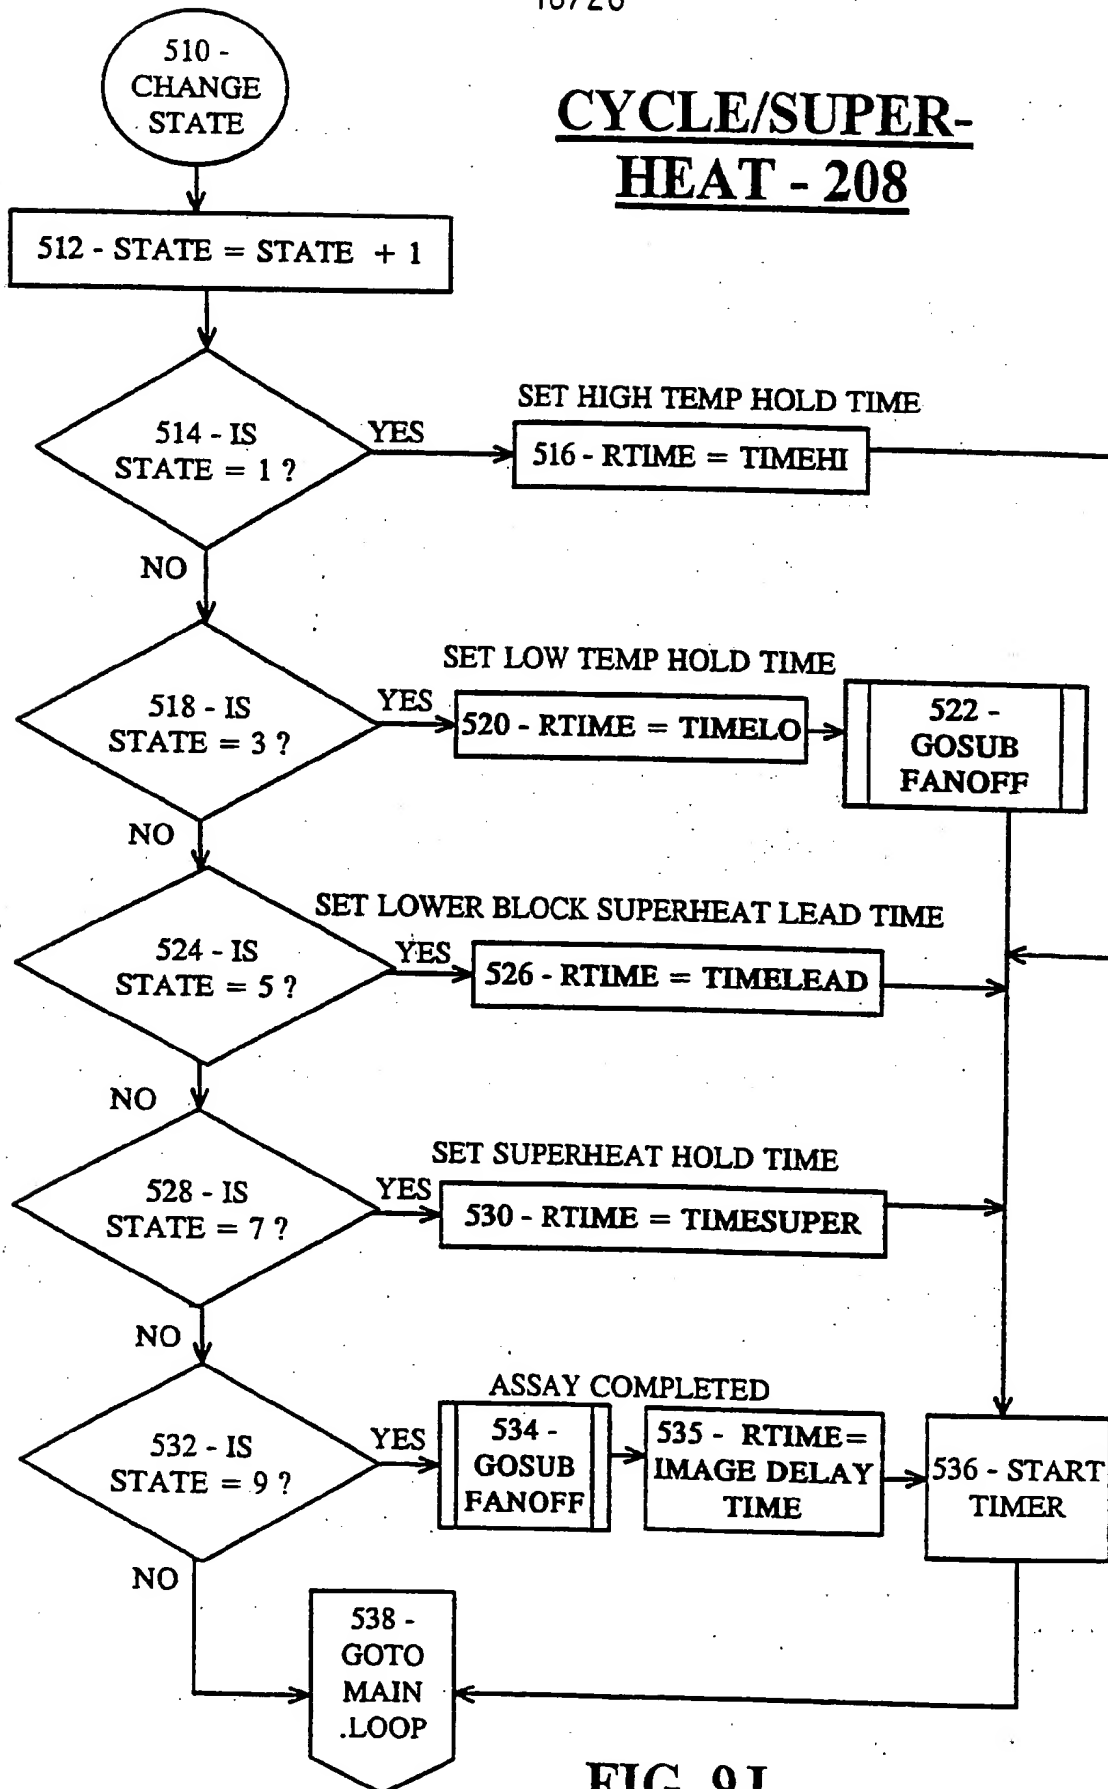 510 -
CHANGE
STATE
CYCLE/SUPER-
HEAT - 208
512 - STATE = STATE + 1
514 - IS
STATE = 1 ?
YES
SET HIGH TEMP HOLD TIME
516 - RTIME = TIMEHI
NO
518 - IS
STATE = 3 ?
YES
SET LOW TEMP HOLD TIME
520 - RTIME = TIMELO
522 -
GOSUB
FANOFF
NO
524 - IS
STATE = 5 ?
YES
SET LOWER BLOCK SUPERHEAT LEAD TIME
526 - RTIME = TIMELEAD
NO
528 - IS
STATE = 7 ?
YES
SET SUPERHEAT HOLD TIME
530 - RTIME = TIMESUPER
NO
532 - IS
STATE = 9 ?
YES
ASSAY COMPLETED
534 -
GOSUB
FANOFF
535 - RTIME=
IMAGE DELAY
TIME
536 - START
TIMER
NO
538 -
GOTO
MAIN
.LOOP